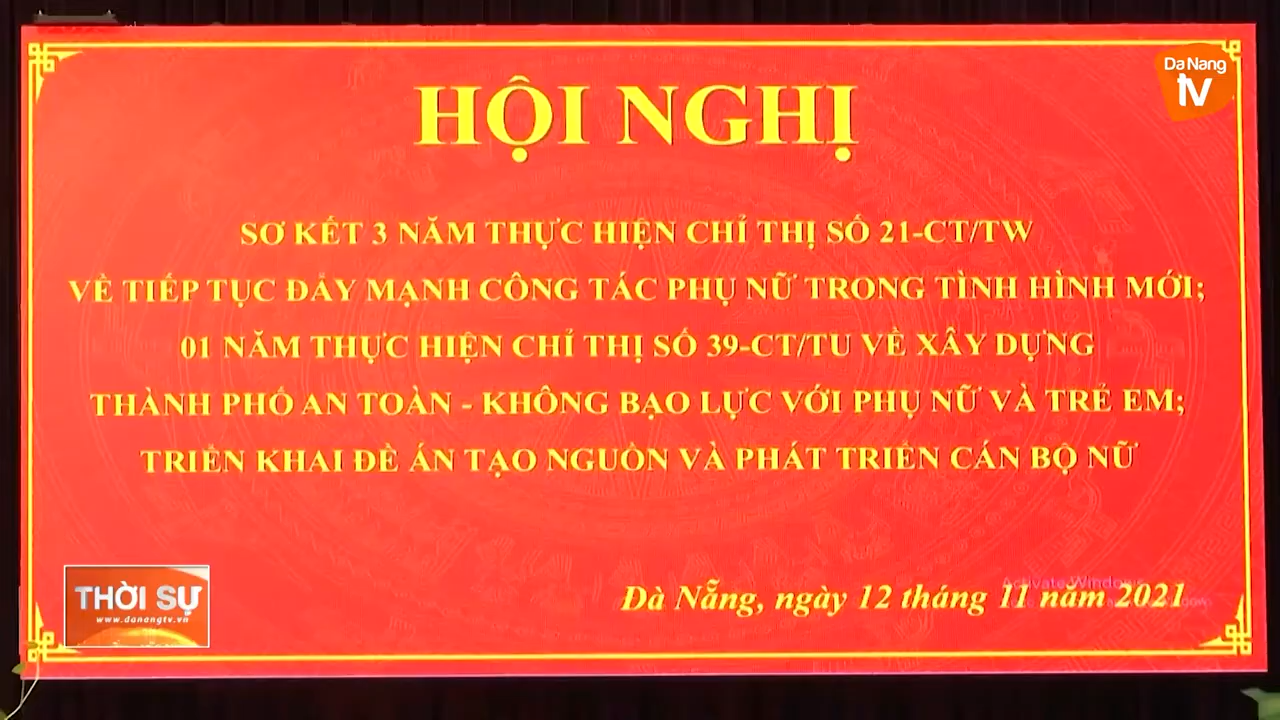 Da Nang
tv
HỘI NGHỊ
SƠ KẾT 3 NĂM THỰC HIỆN CHỈ THỊ SỐ 21-CT/TW
VỀ TIẾP TỤC ĐẨY MẠNH CÔNG TÁC PHỤ NỮ TRONG TÌNH HÌNH MỚI;
01 NĂM THỰC HIỆN CHỈ THỊ SỐ 39-CT/TU VỀ XÂY DỰNG
THÀNH PHỐ AN TOÀN - KHÔNG BẠO LỰC VỚI PHỤ NỮ VÀ TRẺ EM;
TRIỂN KHAI ĐỀ ÁN TẠO NGUỒN VÀ PHÁT TRIỂN CÁN BỘ NỮ
Activate Windows
Đà Nẵng, ngày 12 tháng 11 năm 2021
THỜI SỰ
www.danangtv.vn